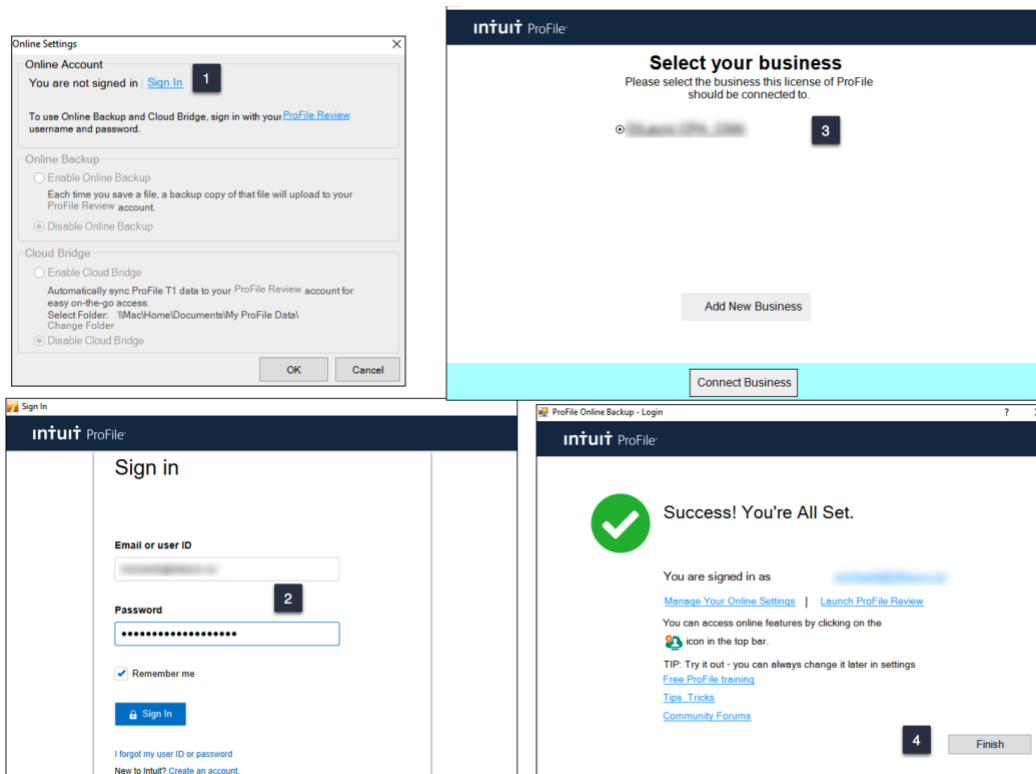 Online Settings
Online Account
You are not signed in | Sign In
1
To use Online Backup and Cloud Bridge, sign in with your ProFile Review
username and password.
Online Backup
Enable Online Backup
Each time you save a file, a backup copy of that file will upload to your
ProFile Review account.
Disable Online Backup
Cloud Bridge
Enable Cloud Bridge
Automatically sync ProFile T1 data to your ProFile Review account for
easy on-the-go access.
Select Folder: \\Mac\Home\Documents\My ProFile Data\
Change Folder
Disable Cloud Bridge
OK
Cancel
Sign In
intuit ProFile
Sign in
Email or user ID
2
Password
Remember me
Sign In
I forgot my user ID or password
New to Intuit? Create an account.
intuit ProFile
Select your business
Please select the business this license of ProFile
should be connected to.
3
Add New Business
Connect Business
ProFile Online Backup - Login
?
intuit ProFile
Success! You're All Set.
You are signed in as
Manage Your Online Settings | Launch ProFile Review
You can access online features by clicking on the
icon in the top bar.
TIP: Try it out - you can always change it later in settings
Free ProFile training
Tips Tricks
Community Forums
4
Finish